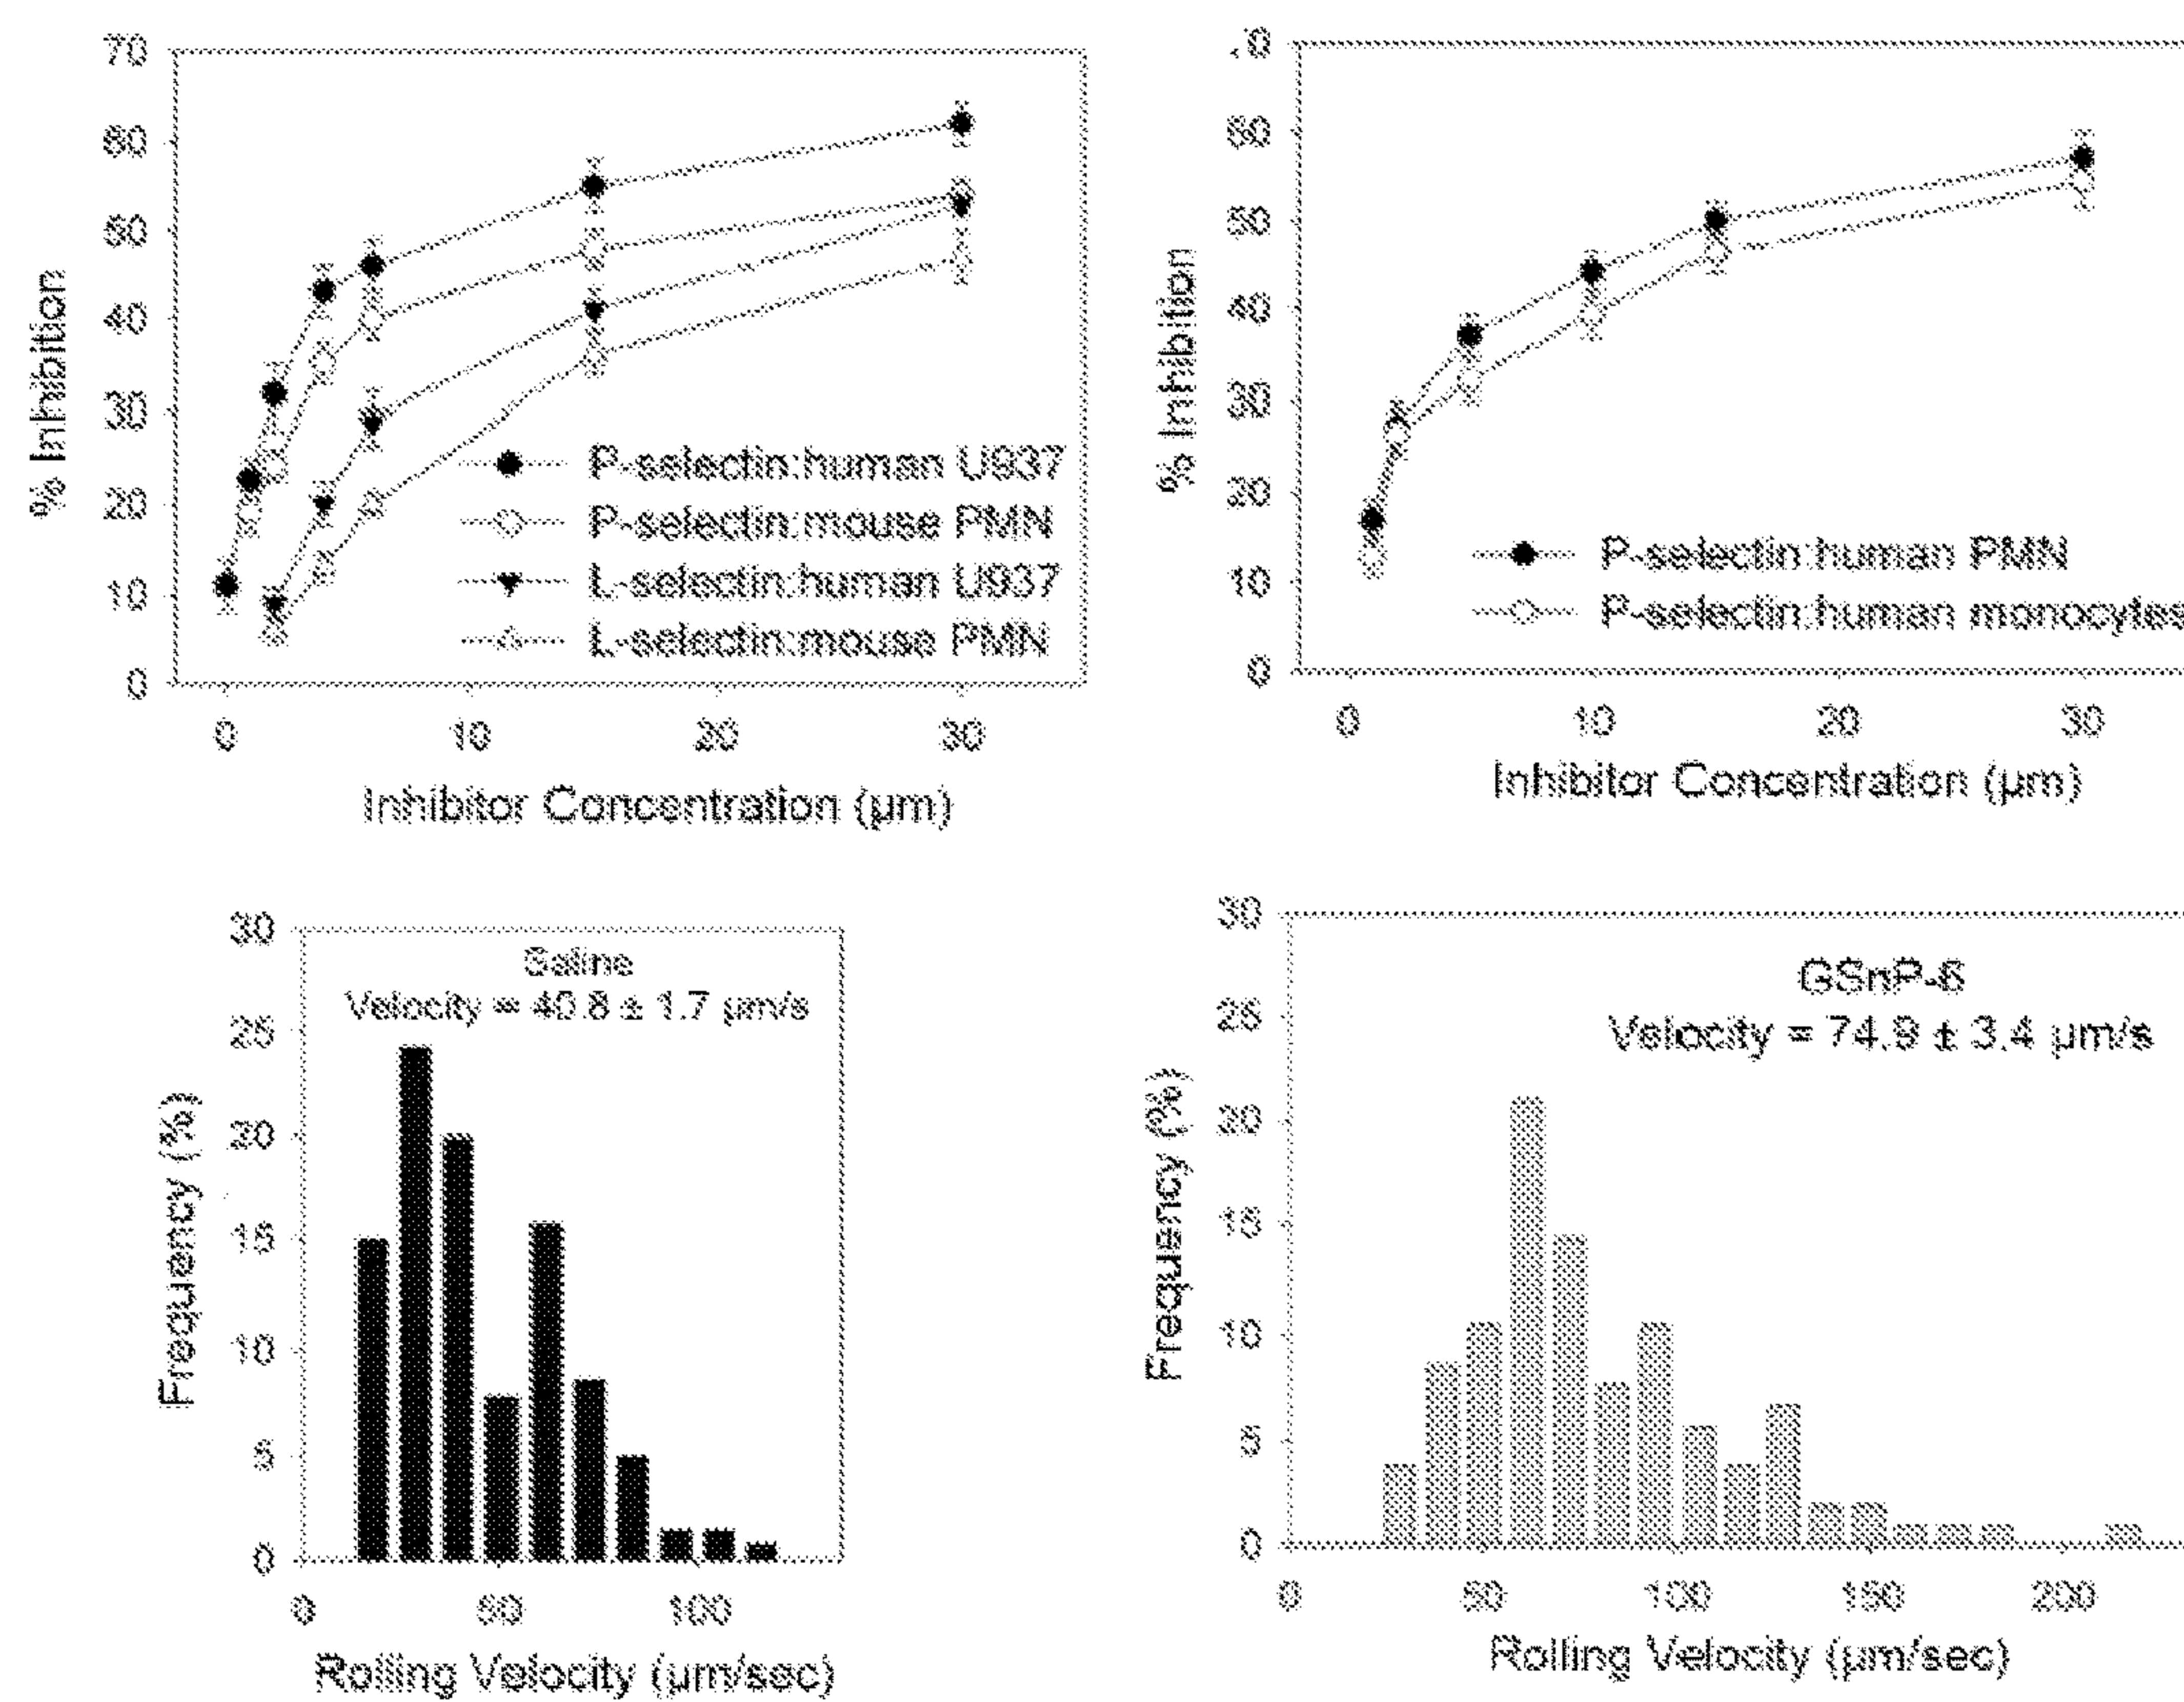 70
60
50
40
30
20
10
0
% Inhibition
P-selectin:human U937
P-selectin:mouse PMN
L-selectin:human U937
L-selectin:mouse PMN
0 10 20 30
Inhibitor Concentration (µm)
.0
60
50
40
30
20
10
0
% Inhibition
P-selectin:human PMN
P-selectin:human monocytes
0 10 20 30
Inhibitor Concentration (µm)
30
25
20
15
10
5
0
Frequency (%)
Saline
Velocity = 40.8 ± 1.7 µm/s
0 50 100
Rolling Velocity (µm/sec)
30
25
20
15
10
5
0
Frequency (%)
GSnP-6
Velocity = 74.9 ± 3.4 µm/s
0 50 100 150 200
Rolling Velocity (µm/sec)